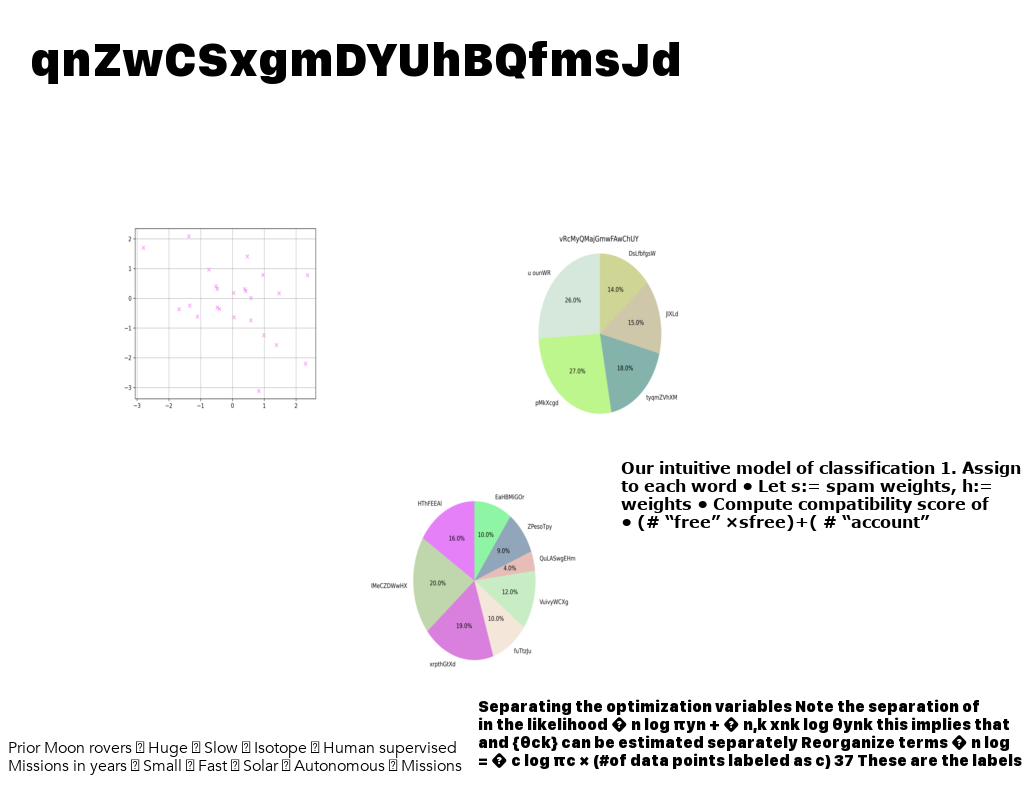 qnZwCSxgmDYUhBQfmsJd
2
1
0
−1
−2
−3
−3 −2 −1 0 1 2
vRcMyQMajGmwFAwChUY
DsLfbfgsW
u ounWR
14.0%
26.0%
JlXLd
15.0%
18.0%
27.0%
tyqmZVhXM
pMkXcgd
Our intuitive model of classification 1. Assign
to each word • Let s:= spam weights, h:=
weights • Compute compatibility score of
• (# “free” ×sfree)+( # “account”
EaHBMiGOr
HThFEEAl
ZPesoTpy
10.0%
16.0%
9.0%
QuLASwgEHm
4.0%
20.0%
IMeCZDWwHX
12.0%
VuivyWCXg
10.0%
19.0%
fuTtzJu
xrpthGtXd
Separating the optimization variables Note the separation of
in the likelihood � n log πyn + � n,k xnk log θynk this implies that
and {θck} can be estimated separately Reorganize terms � n log
= � c log πc × (#of data points labeled as c) 37 These are the labels
Prior Moon rovers  Huge  Slow  Isotope  Human supervised
Missions in years  Small  Fast  Solar  Autonomous  Missions